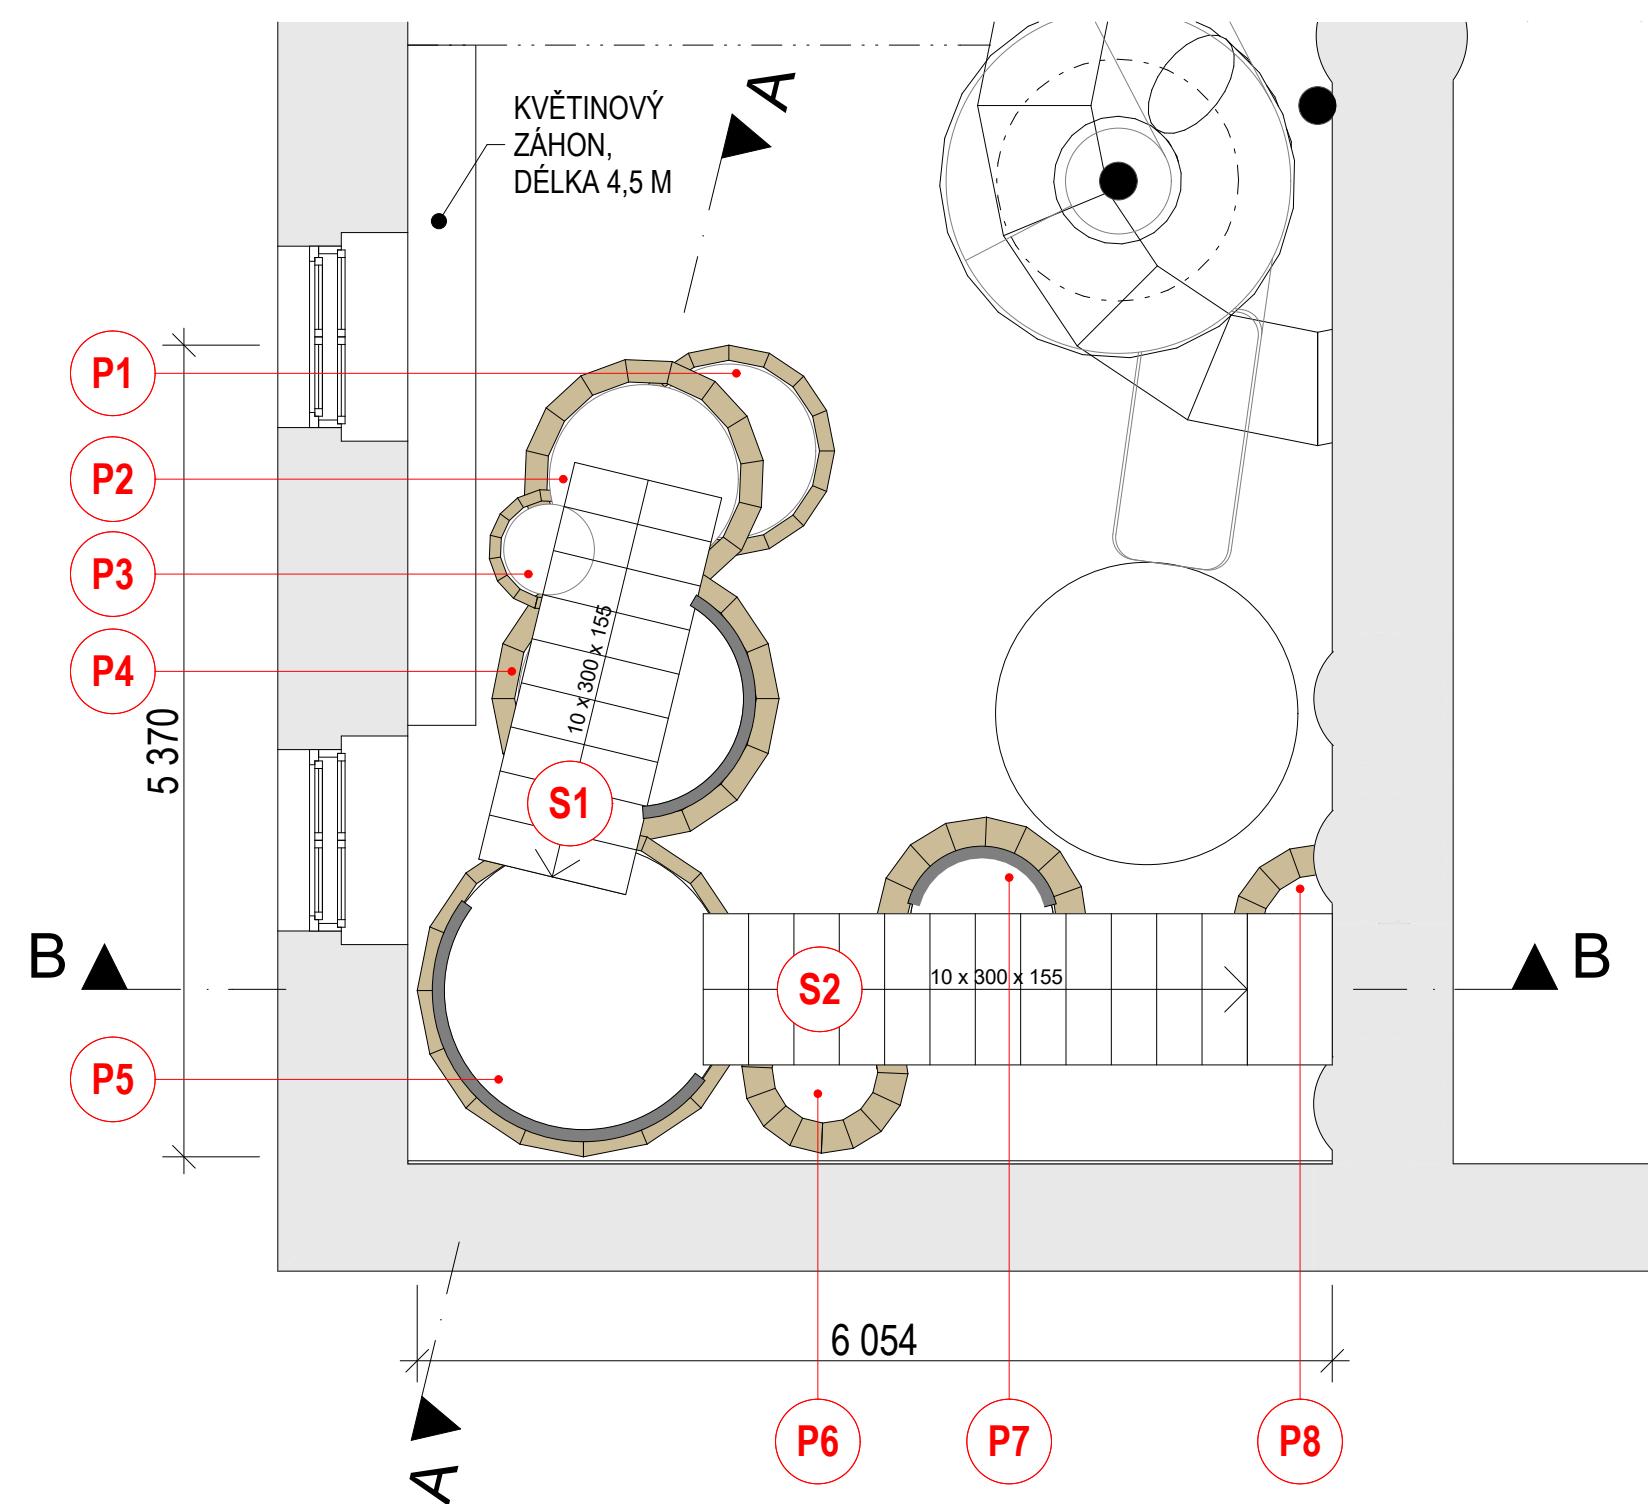 A
KVĚTINOVÝ
ZÁHON,
DÉLKA 4,5 M
P1
P2
P3
P4
10 x 300 x 155
5 370
S1
B
S2
10 x 300 x 155
B
P5
6 054
P6
P7
P8
A